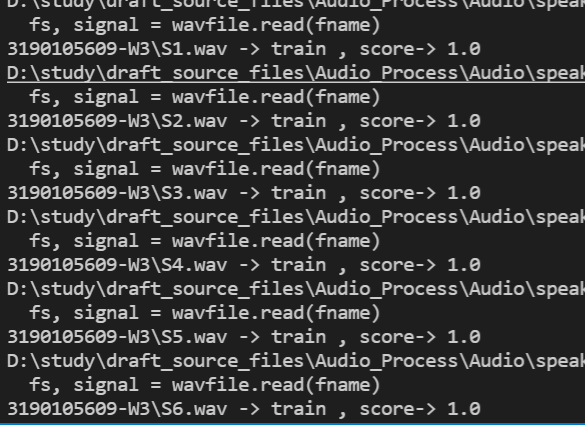 D:\study\draft_source_files\Audio_Process\Audio\speak
fs, signal = wavfile.read(fname)
3190105609-W3\S1.wav -> train , score-> 1.0
D:\study\draft_source_files\Audio_Process\Audio\speak
fs, signal = wavfile.read(fname)
3190105609-W3\S2.wav -> train , score-> 1.0
D:\study\draft_source_files\Audio_Process\Audio\speak
fs, signal = wavfile.read(fname)
3190105609-W3\S3.wav -> train , score-> 1.0
D:\study\draft_source_files\Audio_Process\Audio\speak
fs, signal = wavfile.read(fname)
3190105609-W3\S4.wav -> train , score-> 1.0
D:\study\draft_source_files\Audio_Process\Audio\speak
fs, signal = wavfile.read(fname)
3190105609-W3\S5.wav -> train , score-> 1.0
D:\study\draft_source_files\Audio_Process\Audio\speak
fs, signal = wavfile.read(fname)
3190105609-W3\S6.wav -> train , score-> 1.0